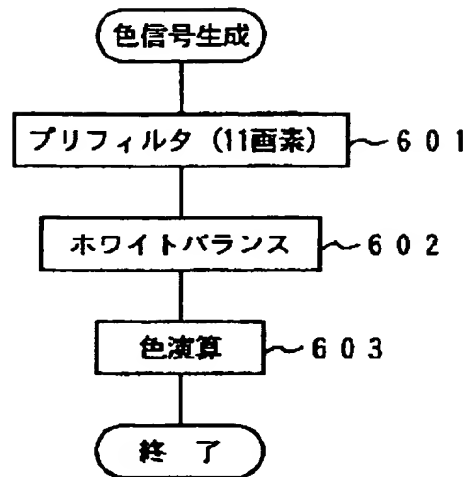 色信号生成
プリフィルタ (11画素) 601
ホワイトバランス 602
色演算 603
終 了